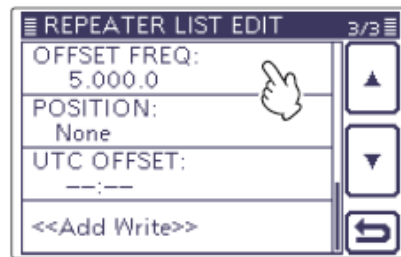 REPEATER LIST EDIT 3/3
OFFSET FREQ:
5.000.0
POSITION:
None
UTC OFFSET:
--:--
<<Add Write>>